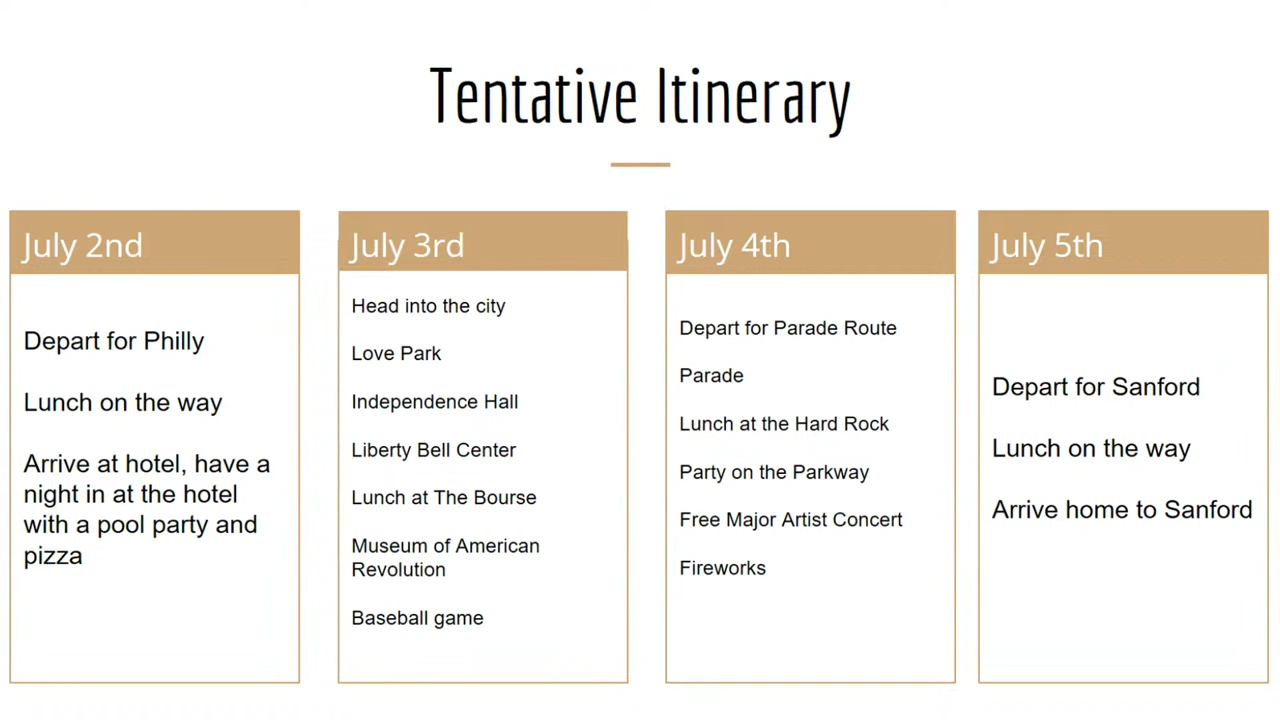 Tentative Itinerary
July 2nd
Depart for Philly
Lunch on the way
Arrive at hotel, have a
night in at the hotel
with a pool party and
pizza
July 3rd
Head into the city
Love Park
Independence Hall
Liberty Bell Center
Lunch at The Bourse
Museum of American
Revolution
Baseball game
July 4th
Depart for Parade Route
Parade
Lunch at the Hard Rock
Party on the Parkway
Free Major Artist Concert
Fireworks
July 5th
Depart for Sanford
Lunch on the way
Arrive home to Sanford